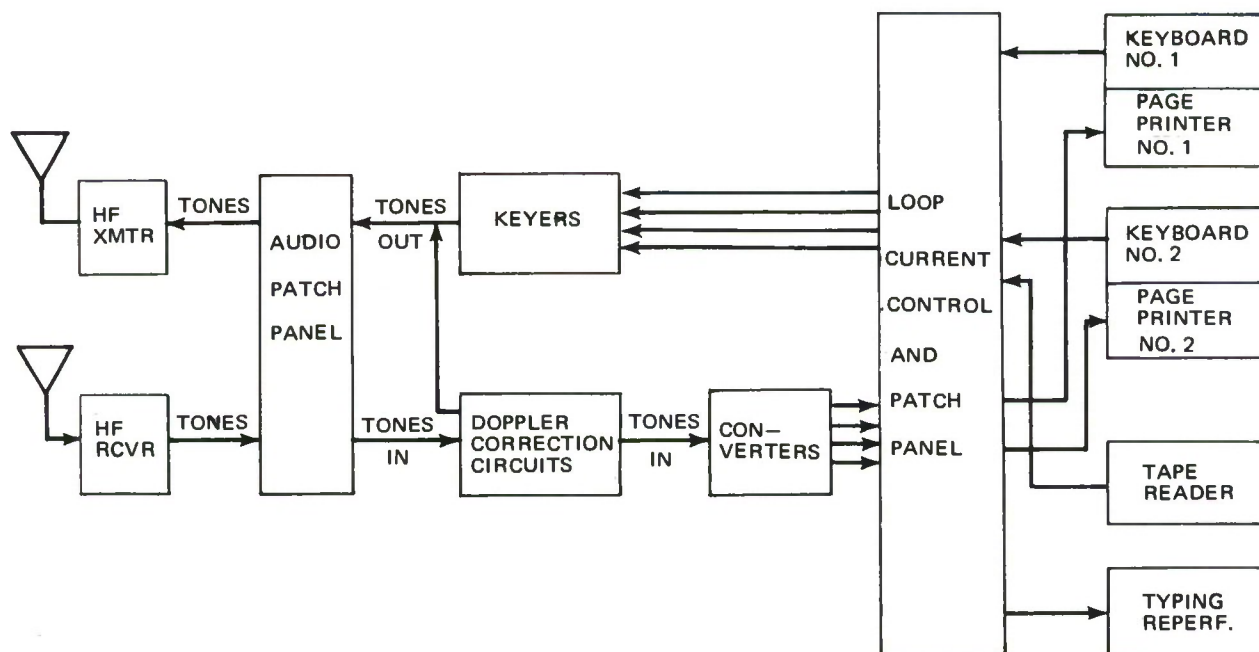 KEYBOARD
NO. 1
PAGE
PRINTER
NO. 1
HF
XMTR
TONES
AUDIO
PATCH
PANEL
TONES
OUT
KEYERS
LOOP
CURRENT
CONTROL
AND
PATCH
PANEL
KEYBOARD
NO. 2
PAGE
PRINTER
NO. 2
HF
RCVR
TONES
TONES
IN
DOPPLER
CORRECTION
CIRCUITS
TONES
IN
CON–
VERTERS
TAPE
READER
TYPING
REPERF.